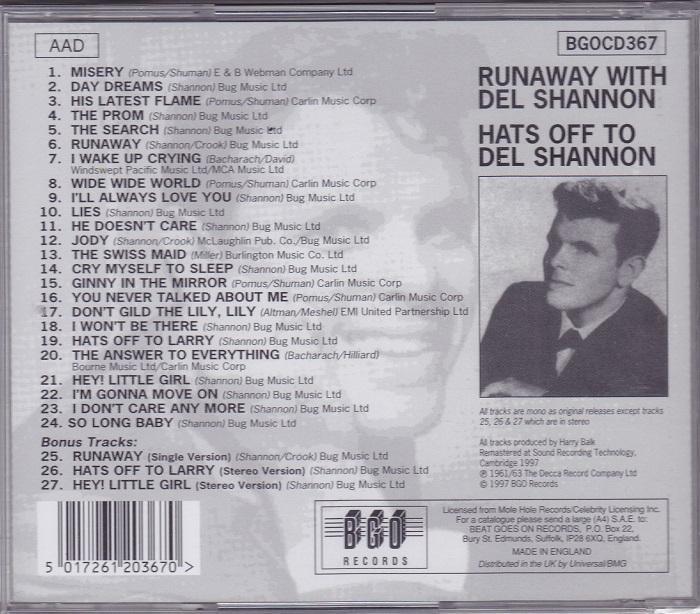 AAD
BGOCD367
RUNAWAY WITH
DEL SHANNON
HATS OFF TO
DEL SHANNON
1. MISERY (Pomus/Shuman) E & B Webman Company Ltd
2. DAY DREAMS (Shannon) Bug Music Ltd
3. HIS LATEST FLAME (Pomus/Shuman) Carlin Music Corp
4. THE PROM (Shannon) Bug Music Ltd
5. THE SEARCH (Shannon) Bug Music Ltd
6. RUNAWAY (Shannon/Crook) Bug Music Ltd
7. I WAKE UP CRYING (Bacharach/David)
Windswept Pacific Music Ltd/MCA Music Ltd
8. WIDE WIDE WORLD (Pomus/Shuman) Carlin Music Corp
9. I'LL ALWAYS LOVE YOU (Shannon) Bug Music Ltd
10. LIES (Shannon) Bug Music Ltd
11. HE DOESN'T CARE (Shannon) Bug Music Ltd
12. JODY (Shannon/Crook) McLaughlin Pub. Co./Bug Music Ltd
13. THE SWISS MAID (Miller) Burlington Music Co. Ltd
14. CRY MYSELF TO SLEEP (Shannon) Bug Music Ltd
15. GINNY IN THE MIRROR (Pomus/Shuman) Carlin Music Corp
16. YOU NEVER TALKED ABOUT ME (Pomus/Shuman) Carlin Music Corp
17. DON'T GILD THE LILY, LILY (Altman/Meshel) EMI United Partnership Ltd
18. I WON'T BE THERE (Shannon) Bug Music Ltd
19. HATS OFF TO LARRY (Shannon) Bug Music Ltd
20. THE ANSWER TO EVERYTHING (Bacharach/Hilliard)
Bourne Music Ltd/Carlin Music Corp
21. HEY! LITTLE GIRL (Shannon) Bug Music Ltd
22. I'M GONNA MOVE ON (Shannon) Bug Music Ltd
23. I DON'T CARE ANY MORE (Shannon) Bug Music Ltd
24. SO LONG BABY (Shannon) Bug Music Ltd
Bonus Tracks:
25. RUNAWAY (Single Version) (Shannon/Crook) Bug Music Ltd
26. HATS OFF TO LARRY (Stereo Version) (Shannon) Bug Music Ltd
27. HEY! LITTLE GIRL (Stereo Version) (Shannon) Bug Music Ltd
All tracks are mono as original releases except tracks
25, 26 & 27 which are in stereo
All tracks produced by Harry Balk
Remastered at Sound Recording Technology,
Cambridge 1997
℗ 1961/63 The Decca Record Company Ltd
© 1997 BGO Records
5 017261 203670 >
BGO
RECORDS
Licensed from Mole Hole Records/Celebrity Licensing Inc.
For a catalogue please send a large (A4) S.A.E. to:
BEAT GOES ON RECORDS, P.O. Box 22,
Bury St. Edmunds, Suffolk, IP28 6XQ, England.
MADE IN ENGLAND
Distributed in the UK by Universal/BMG